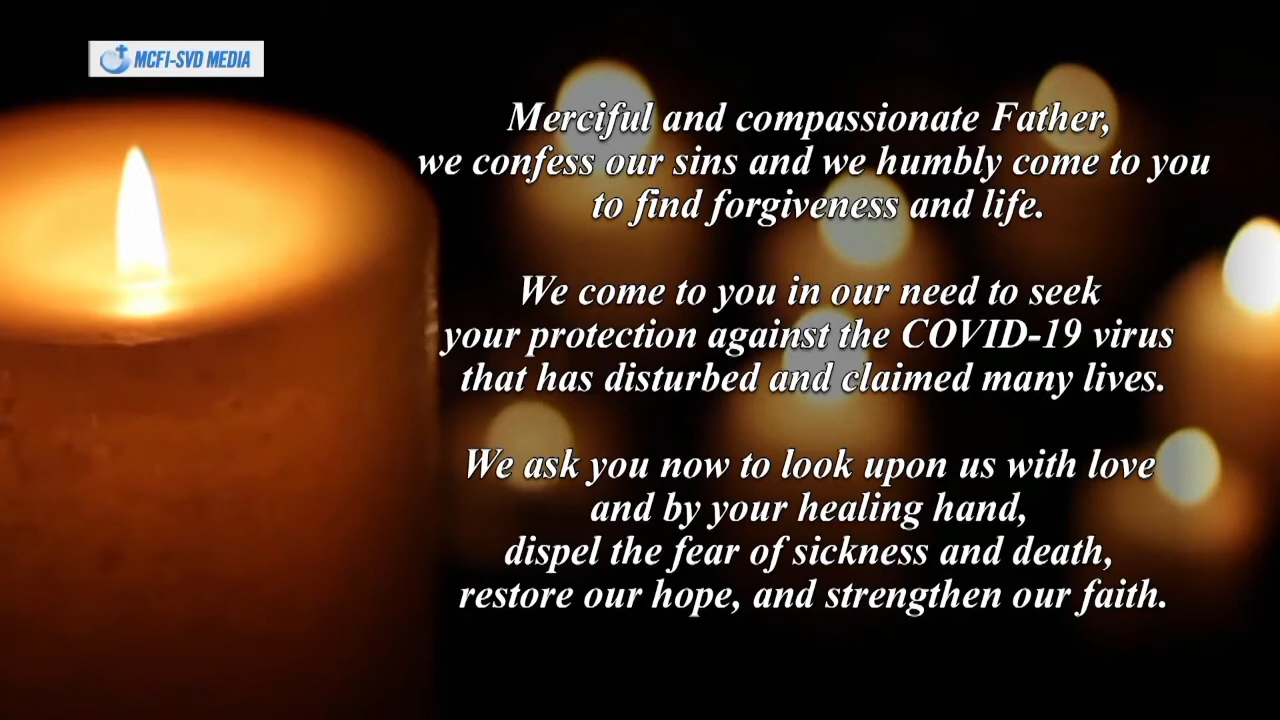 MCFI-SVD MEDIA
Merciful and compassionate Father,
we confess our sins and we humbly come to you
to find forgiveness and life.
We come to you in our need to seek
your protection against the COVID-19 virus
that has disturbed and claimed many lives.
We ask you now to look upon us with love
and by your healing hand,
dispel the fear of sickness and death,
restore our hope, and strengthen our faith.